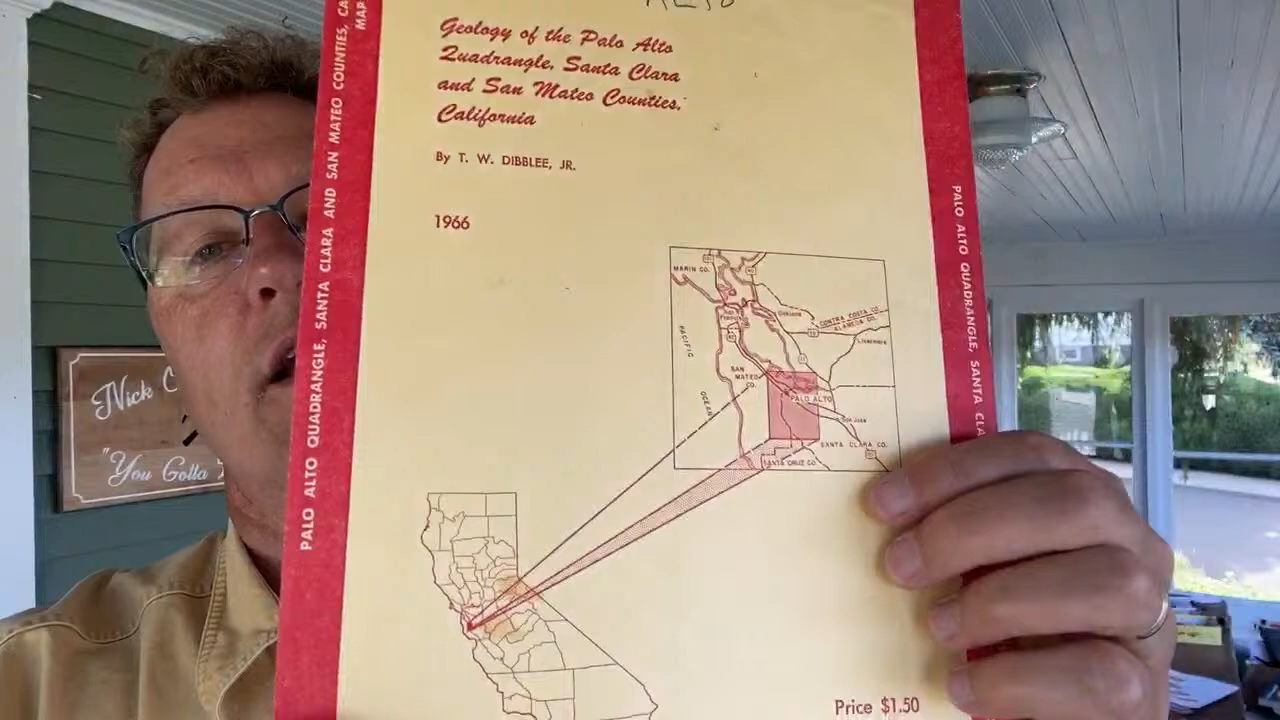 Geology of the Palo Alto
Quadrangle, Santa Clara
and San Mateo Counties,
California
By T. W. DIBBLEE, JR.
1966
PALO ALTO QUADRANGLE, SANTA CLARA AND SAN MATEO COUNTIES, CA
MAP
PALO ALTO QUADRANGLE, SANTA CLA
MARIN CO.
Oakland
CONTRA COSTA CO.
ALAMEDA CO.
Livermore
PACIFIC
OCEAN
SAN
MATEO
CO.
PALO ALTO
San Jose
SANTA CLARA CO.
SANTA CRUZ CO.
Price $1.50
Nick
"You Gotta